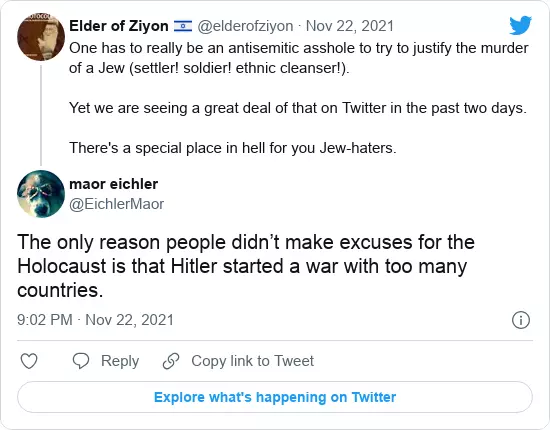 Elder of Ziyon 🇮🇱 @elderofziyon · Nov 22, 2021
One has to really be an antisemitic asshole to try to justify the murder
of a Jew (settler! soldier! ethnic cleanser!).
Yet we are seeing a great deal of that on Twitter in the past two days.
There's a special place in hell for you Jew-haters.
maor eichler
@EichlerMaor
The only reason people didn’t make excuses for the
Holocaust is that Hitler started a war with too many
countries.
9:02 PM · Nov 22, 2021
Reply
Copy link to Tweet
Explore what's happening on Twitter